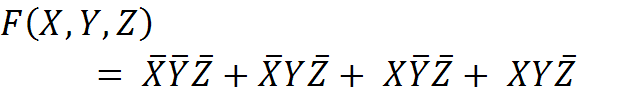 F(X, Y, Z)
= X̄ȲZ̄ + X̄YZ̄ + XȲZ̄ + XYZ̄